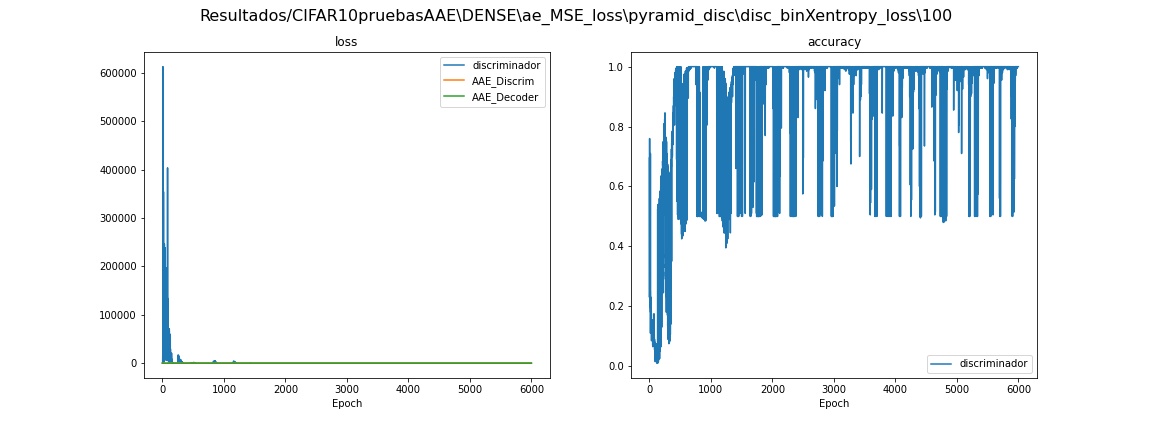 Resultados/CIFAR10pruebasAAE\DENSE\ae_MSE_loss\pyramid_disc\disc_binXentropy_loss\100
loss
600000
500000
400000
300000
200000
100000
0
discriminador
AAE_Discrim
AAE_Decoder
0 1000 2000 3000 4000 5000 6000
Epoch
accuracy
1.0
0.8
0.6
0.4
0.2
0.0
discriminador
0 1000 2000 3000 4000 5000 6000
Epoch